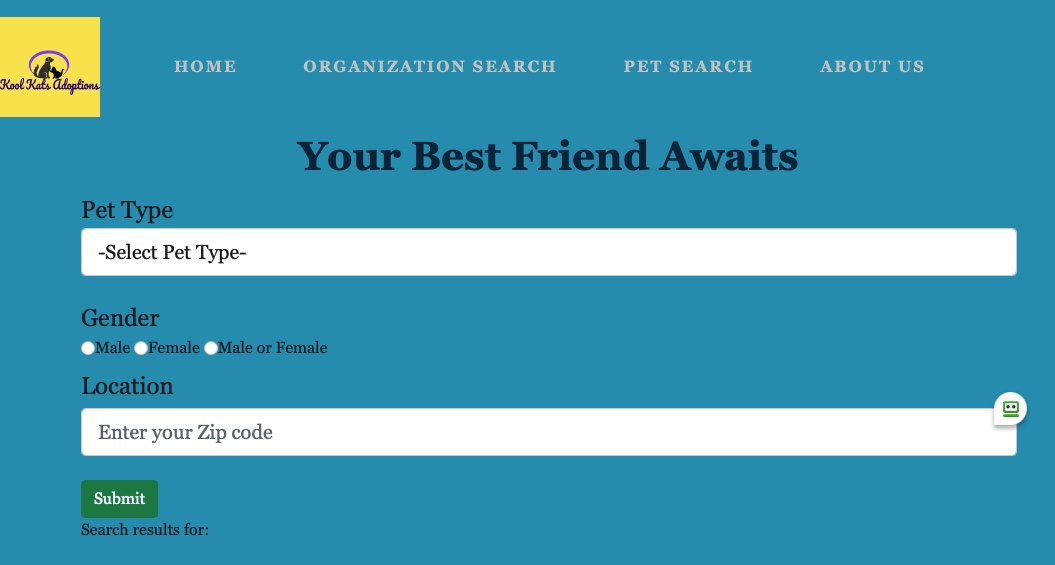 Kool Kats Adoptions
HOME ORGANIZATION SEARCH PET SEARCH ABOUT US
Your Best Friend Awaits
Pet Type
-Select Pet Type-
Gender
Male Female Male or Female
Location
Enter your Zip code
Submit
Search results for: